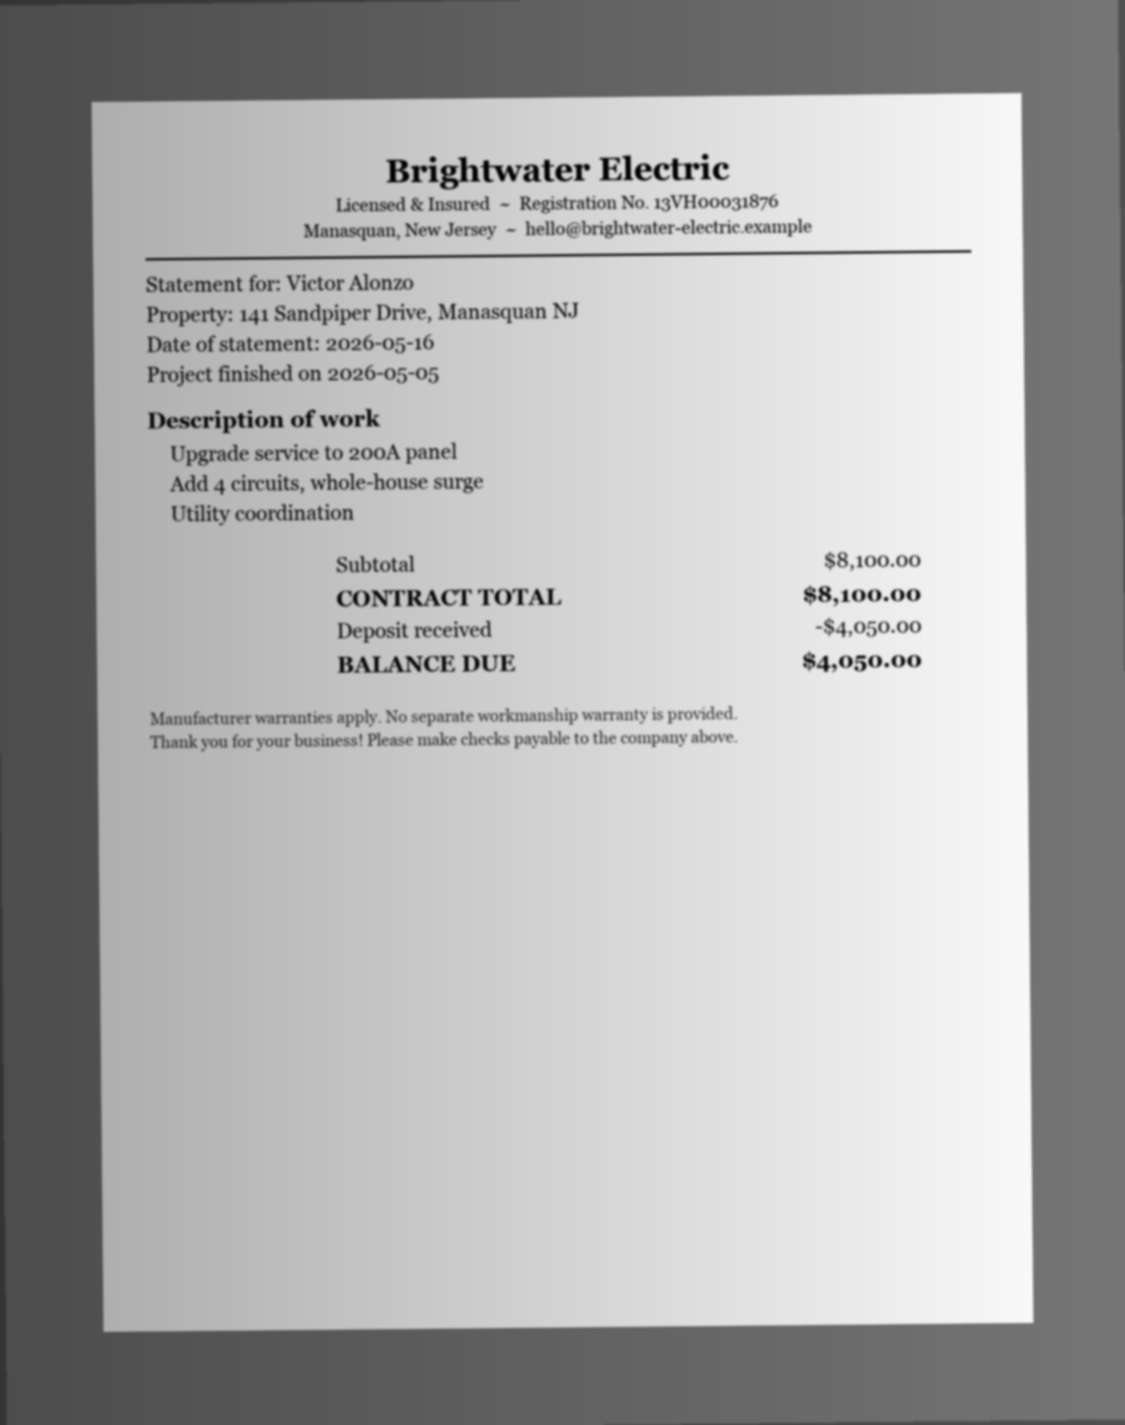 Brightwater Electric
Licensed & Insured ~ Registration No. 13VH00031876
Manasquan, New Jersey ~ hello@brightwater-electric.example
Statement for: Victor Alonzo
Property: 141 Sandpiper Drive, Manasquan NJ
Date of statement: 2026-05-16
Project finished on 2026-05-05
Description of work
Upgrade service to 200A panel
Add 4 circuits, whole-house surge
Utility coordination
Subtotal $8,100.00
CONTRACT TOTAL $8,100.00
Deposit received -$4,050.00
BALANCE DUE $4,050.00
Manufacturer warranties apply. No separate workmanship warranty is provided.
Thank you for your business! Please make checks payable to the company above.